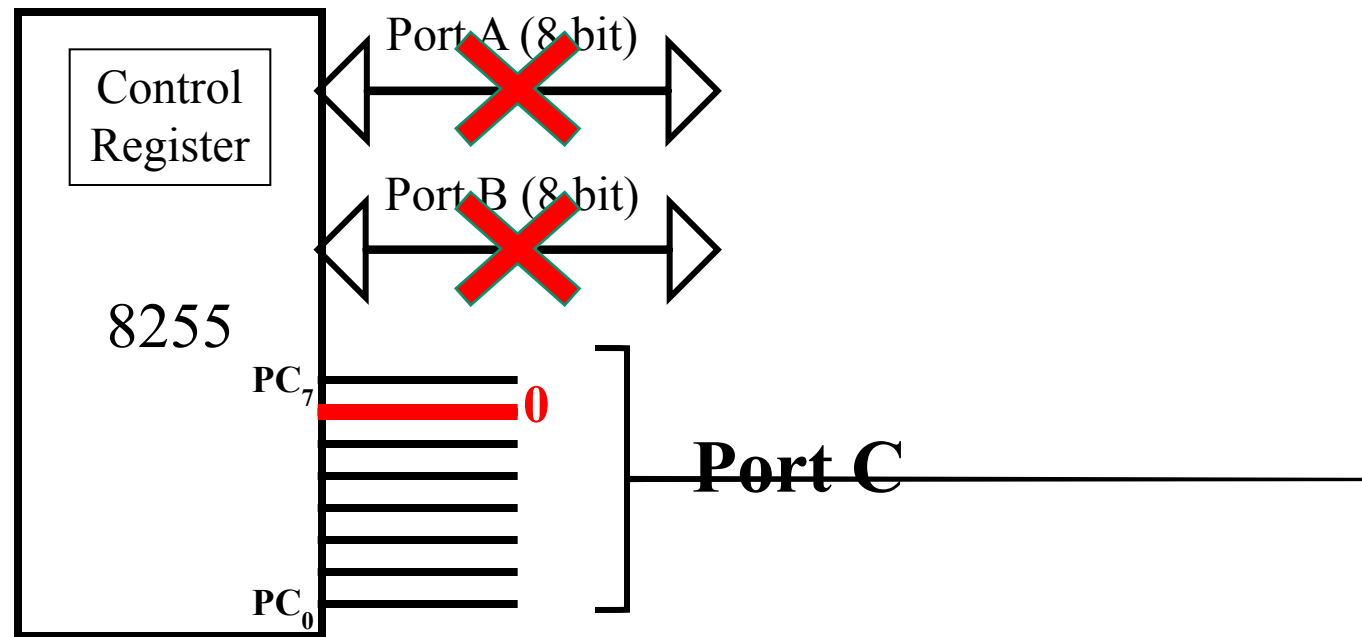 Port A (8 bit)
Control
Register
Port B (8 bit)
8255
PC7
0
Port C
PC0